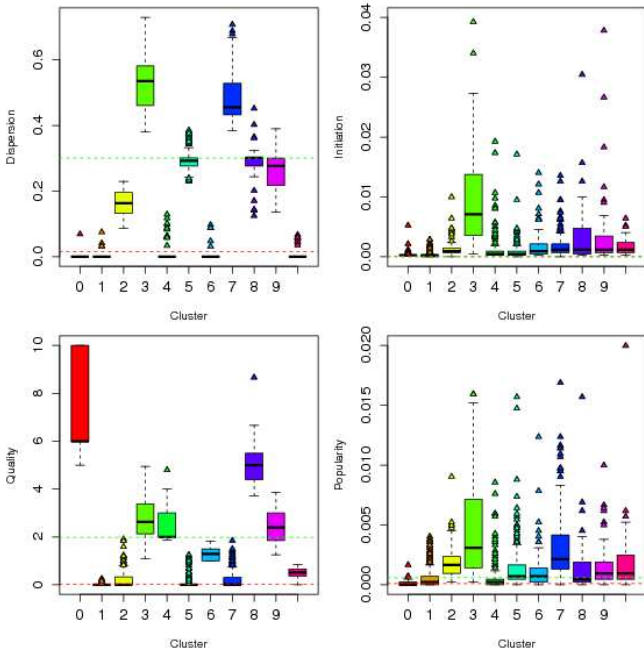 Dispersion
0.6
0.4
0.2
0.0
0 1 2 3 4 5 6 7 8 9
Cluster
Initiation
0.04
0.03
0.02
0.01
0.00
0 1 2 3 4 5 6 7 8 9
Cluster
Quality
10
8
6
4
2
0
0 1 2 3 4 5 6 7 8 9
Cluster
Popularity
0.020
0.015
0.010
0.005
0.000
0 1 2 3 4 5 6 7 8 9
Cluster